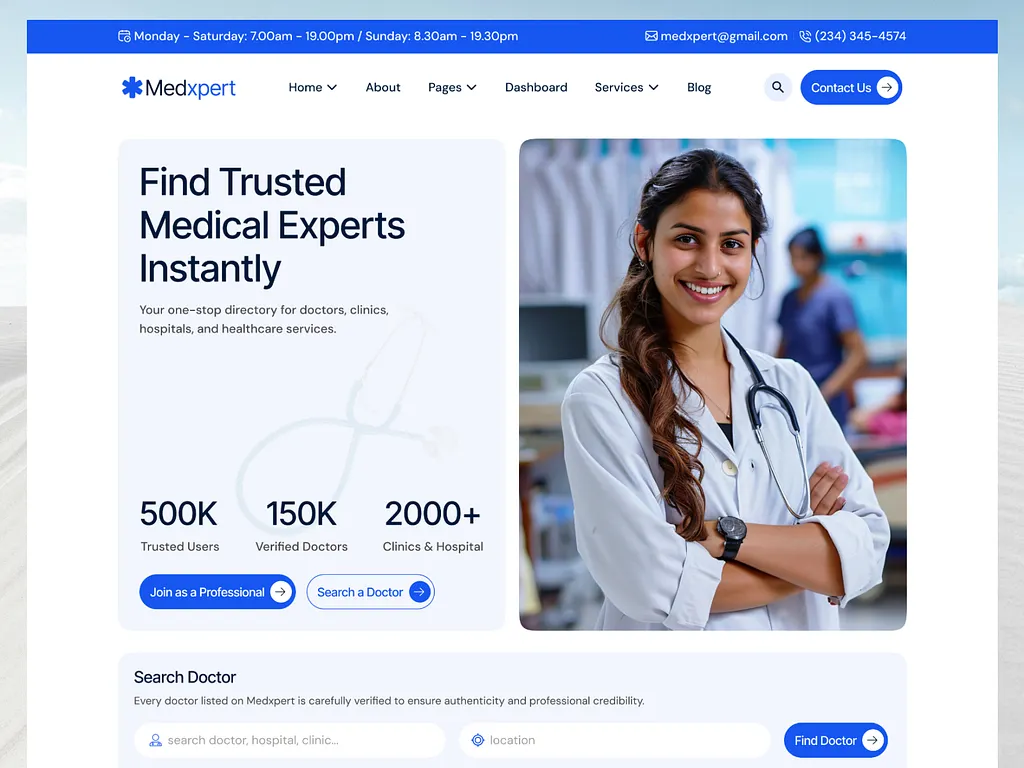 Monday - Saturday: 7.00am - 19.00pm / Sunday: 8.30am - 19.30pm
medxpert@gmail.com
(234) 345-4574
Medxpert
Home
About
Pages
Dashboard
Services
Blog
Contact Us
Find Trusted
Medical Experts
Instantly
Your one-stop directory for doctors, clinics,
hospitals, and healthcare services.
500K
Trusted Users
150K
Verified Doctors
2000+
Clinics & Hospital
Join as a Professional
Search a Doctor
Search Doctor
Every doctor listed on Medxpert is carefully verified to ensure authenticity and professional credibility.
search doctor, hospital, clinic...
location
Find Doctor